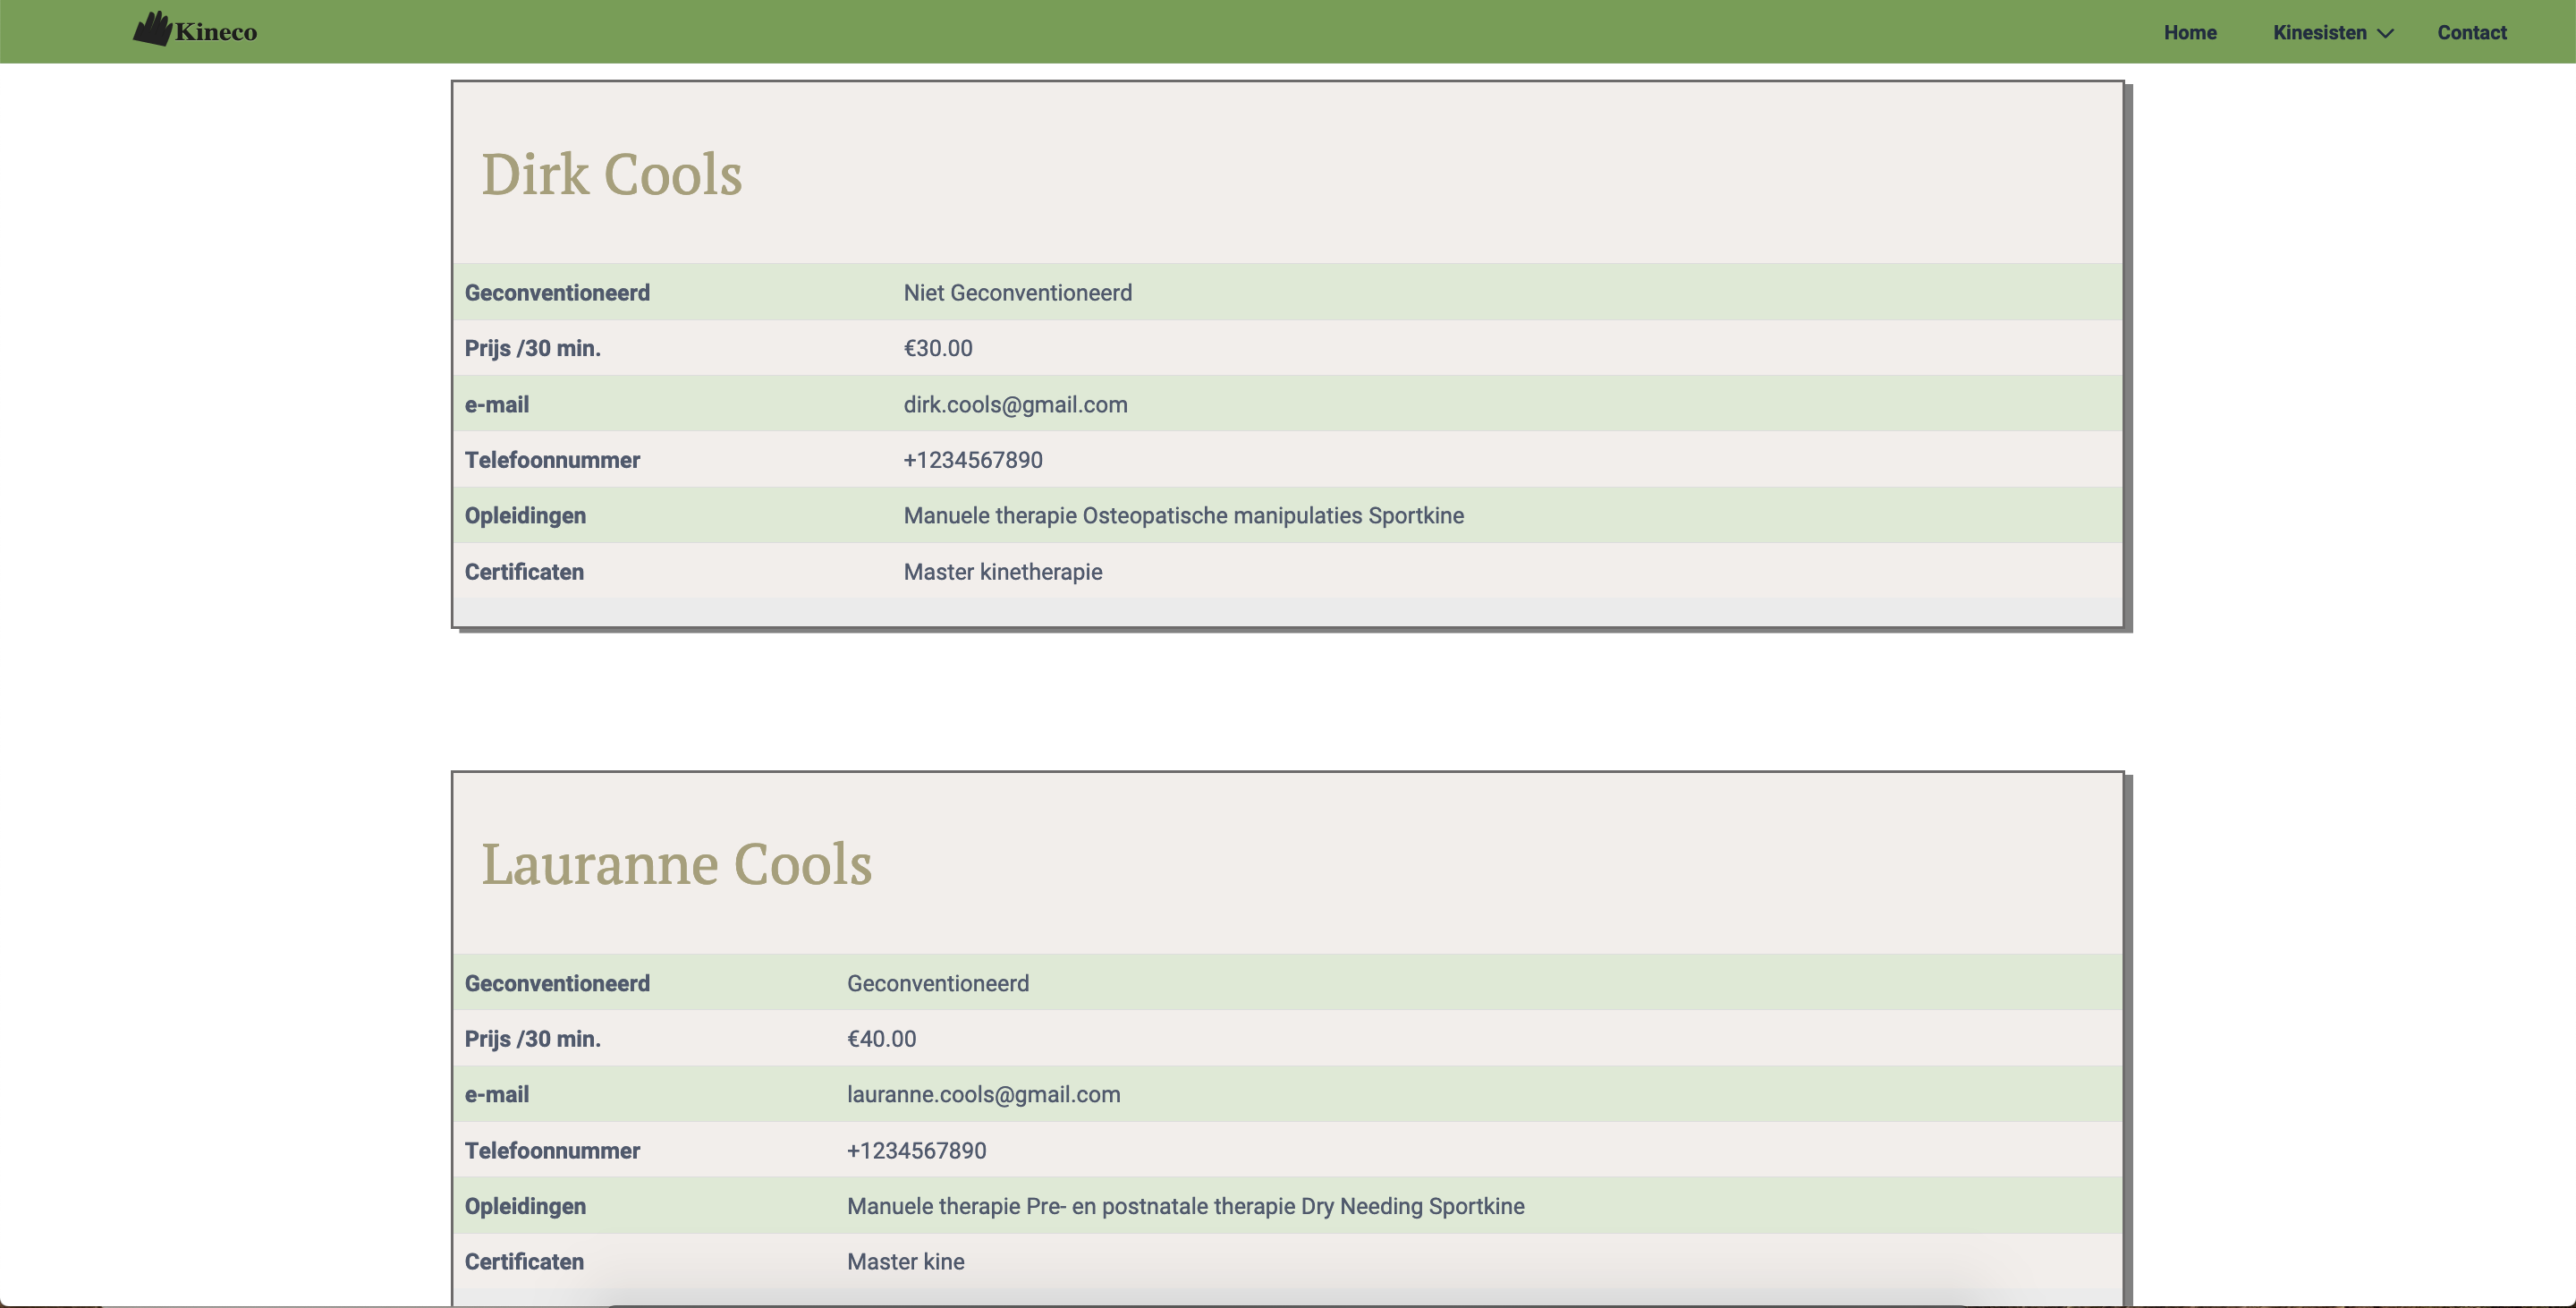 Kineco
Home Kinesisten Contact
Dirk Cools
Geconventioneerd Niet Geconventioneerd
Prijs /30 min. €30.00
e-mail dirk.cools@gmail.com
Telefoonnummer +1234567890
Opleidingen Manuele therapie Osteopatische manipulaties Sportkine
Certificaten Master kinetherapie
Lauranne Cools
Geconventioneerd Geconventioneerd
Prijs /30 min. €40.00
e-mail lauranne.cools@gmail.com
Telefoonnummer +1234567890
Opleidingen Manuele therapie Pre- en postnatale therapie Dry Needing Sportkine
Certificaten Master kine